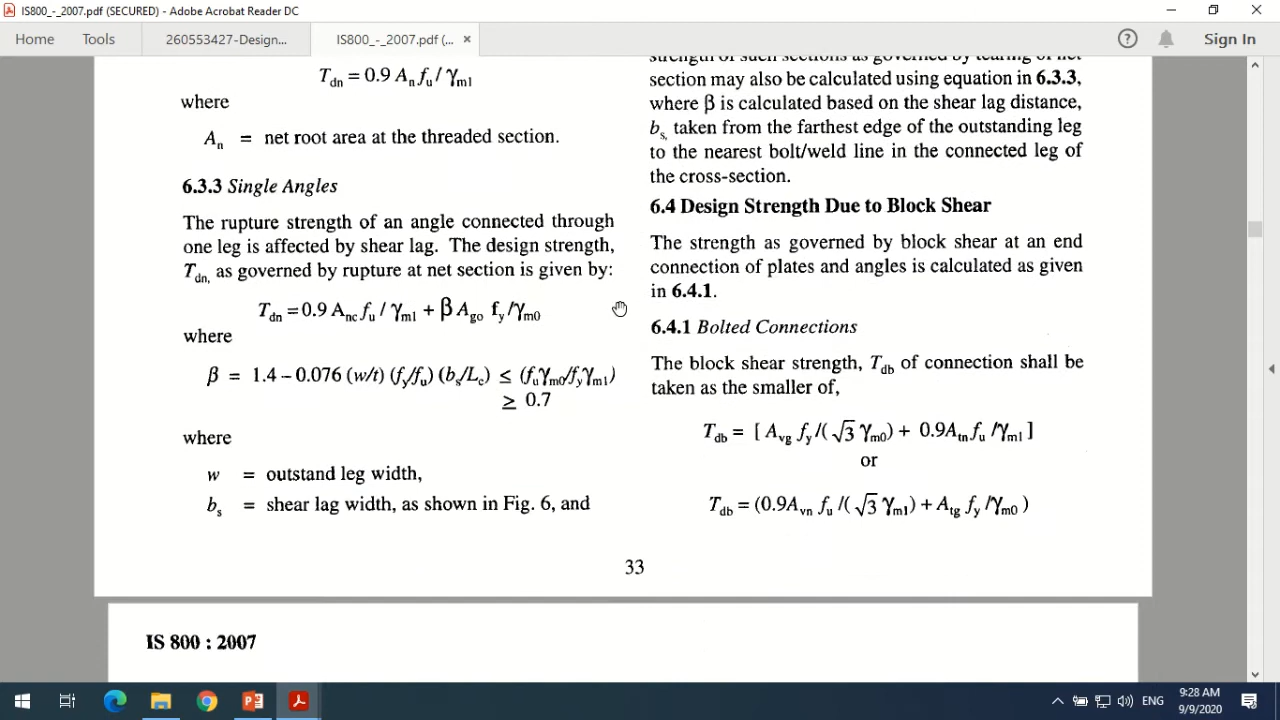 IS800_-_2007.pdf (SECURED) - Adobe Acrobat Reader DC
Home Tools 260553427-Design... IS800_-_2007.pdf (... × Sign In
T_dn = 0.9 A_n f_u / γ_m1
where
A_n = net root area at the threaded section.
6.3.3 Single Angles
The rupture strength of an angle connected through
one leg is affected by shear lag. The design strength,
T_dn, as governed by rupture at net section is given by:
T_dn = 0.9 A_nc f_u / γ_m1 + β A_go f_y /γ_m0
where
β = 1.4 – 0.076 (w/t) (f_y/f_u) (b_s/L_c) ≤ (f_u γ_m0/f_y γ_m1)
≥ 0.7
where
w = outstand leg width,
b_s = shear lag width, as shown in Fig. 6, and
strength of such sections as governed by tearing of net
section may also be calculated using equation in 6.3.3,
where β is calculated based on the shear lag distance,
b_s, taken from the farthest edge of the outstanding leg
to the nearest bolt/weld line in the connected leg of
the cross-section.
6.4 Design Strength Due to Block Shear
The strength as governed by block shear at an end
connection of plates and angles is calculated as given
in 6.4.1.
6.4.1 Bolted Connections
The block shear strength, T_db of connection shall be
taken as the smaller of,
T_db = [ A_vg f_y /( √3 γ_m0) + 0.9A_tn f_u /γ_m1 ]
or
T_db = (0.9A_vn f_u /( √3 γ_m1) + A_tg f_y /γ_m0 )
33
IS 800 : 2007
ENG
9:28 AM
9/9/2020